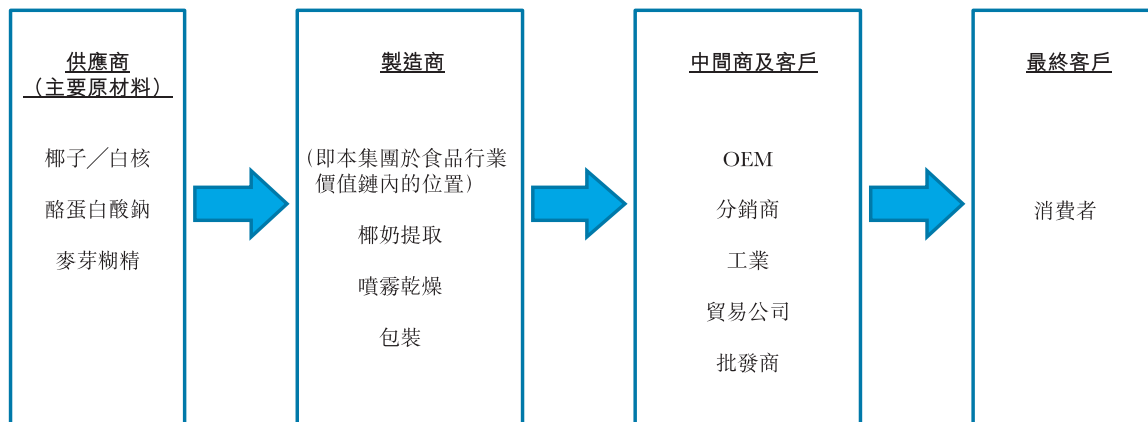 供應商
（主要原材料）
椰子／白核
酪蛋白酸鈉
麥芽糊精
製造商
(即本集團於食品行業
價值鏈內的位置)
椰奶提取
噴霧乾燥
包裝
中間商及客戶
OEM
分銷商
工業
貿易公司
批發商
最終客戶
消費者